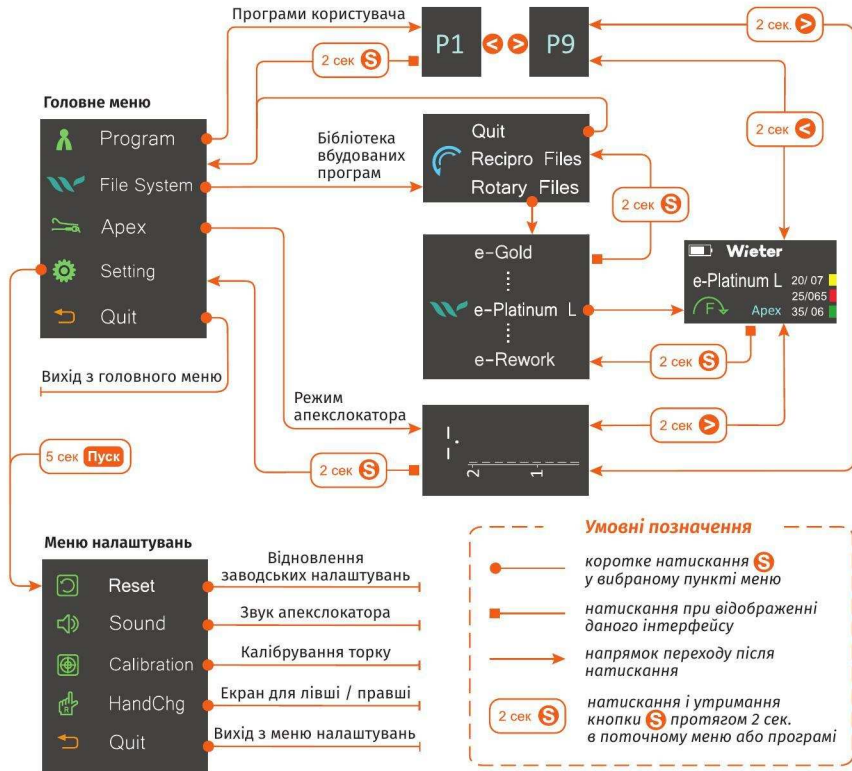 Програми користувача
2 сек S
P1 < > P9
2 сек. >
Головне меню
Program
File System
Apex
Setting
Quit
Бібліотека
вбудованих
програм
Quit
Recipro Files
Rotary Files
2 сек S
2 сек <
e-Gold
e-Platinum L
e-Rework
Wieter
e-Platinum L
20/ 07
25/065
35/ 06
F
Apex
2 сек S
Вихід з головного меню
Режим
апекслокатора
2 сек >
2
1
2 сек S
5 сек Пуск
Меню налаштувань
Reset
Sound
Calibration
HandChg
R
Quit
Відновлення
заводських налаштувань
Звук апекслокатора
Калібрування торку
Екран для лівші / правші
Вихід з меню налаштувань
Умовні позначення
коротке натискання S
у вибраному пункті меню
натискання при відображенні
даного інтерфейсу
напрямок переходу після
натискання
2 сек S
натискання і утримання
кнопки S протягом 2 сек.
в поточному меню або програмі